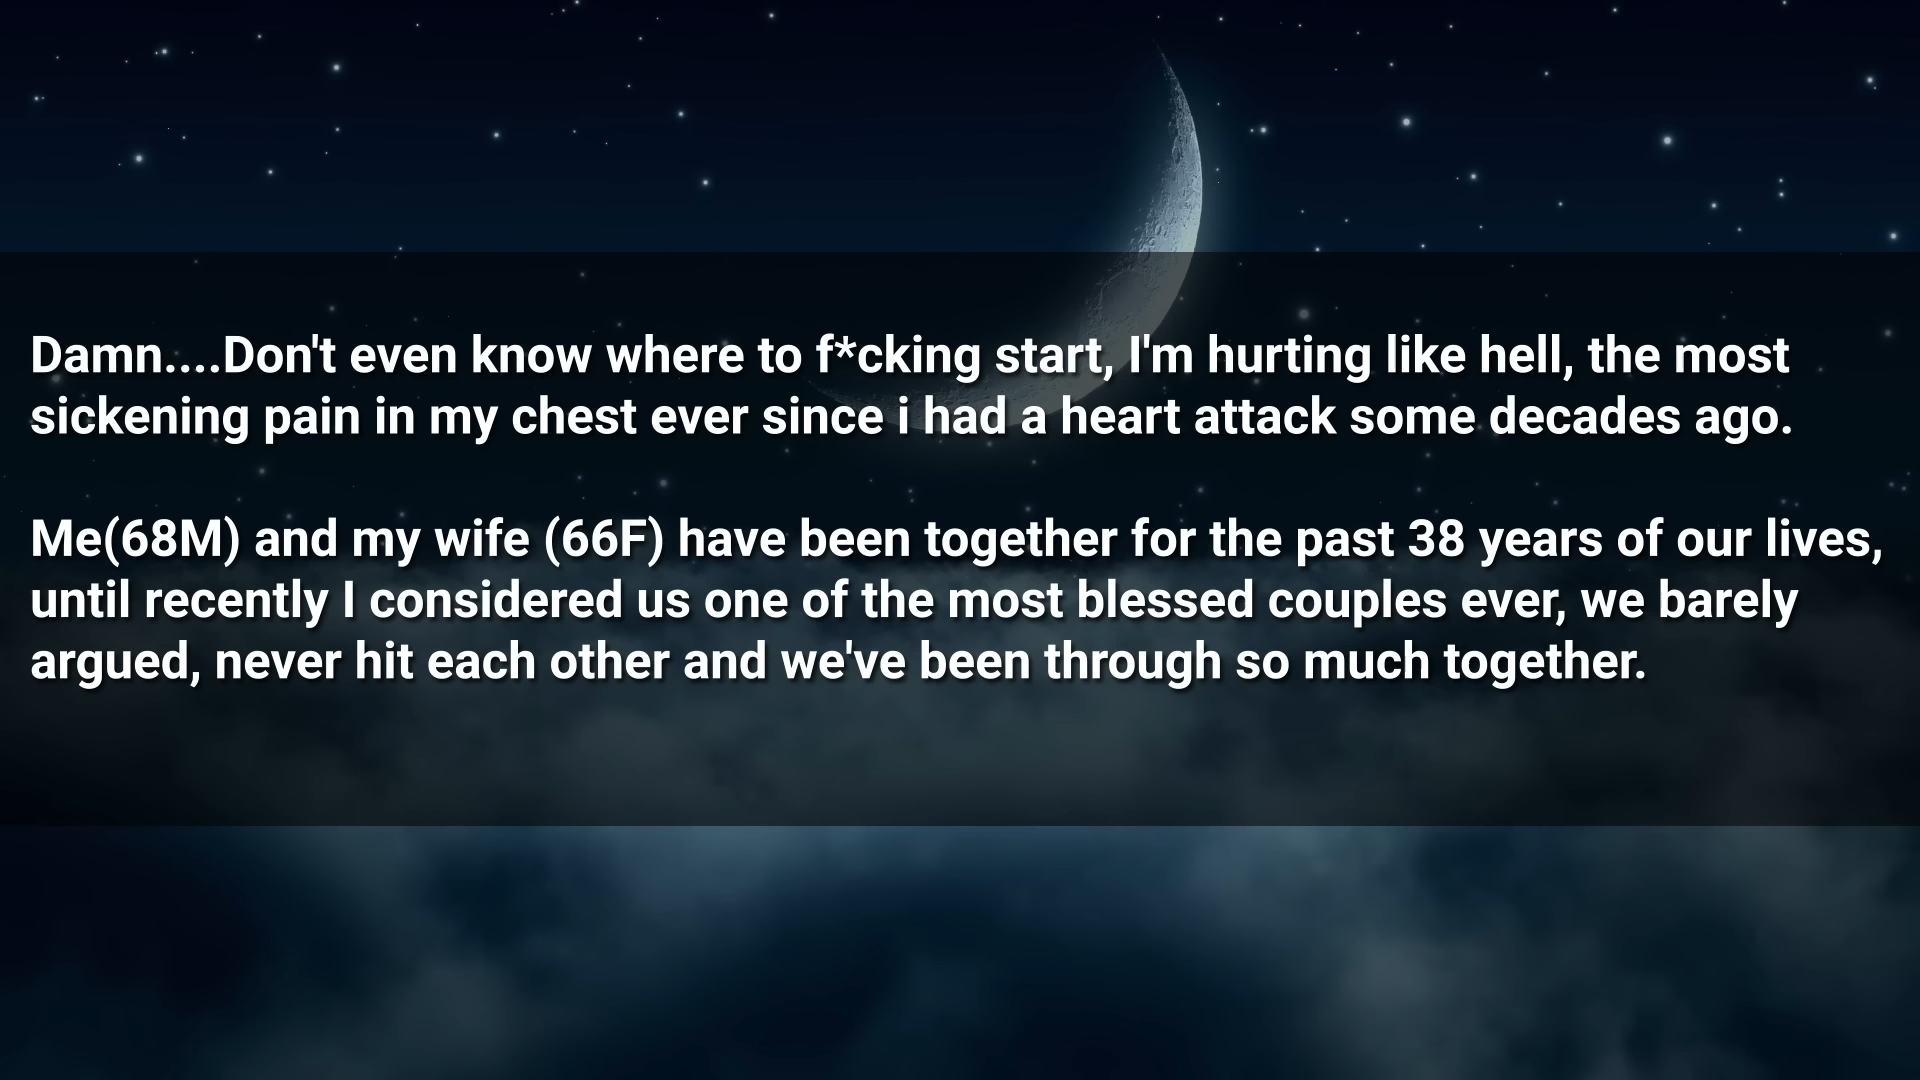 Damn....Don't even know where to f*cking start, I'm hurting like hell, the most
sickening pain in my chest ever since i had a heart attack some decades ago.
Me(68M) and my wife (66F) have been together for the past 38 years of our lives,
until recently I considered us one of the most blessed couples ever, we barely
argued, never hit each other and we've been through so much together.